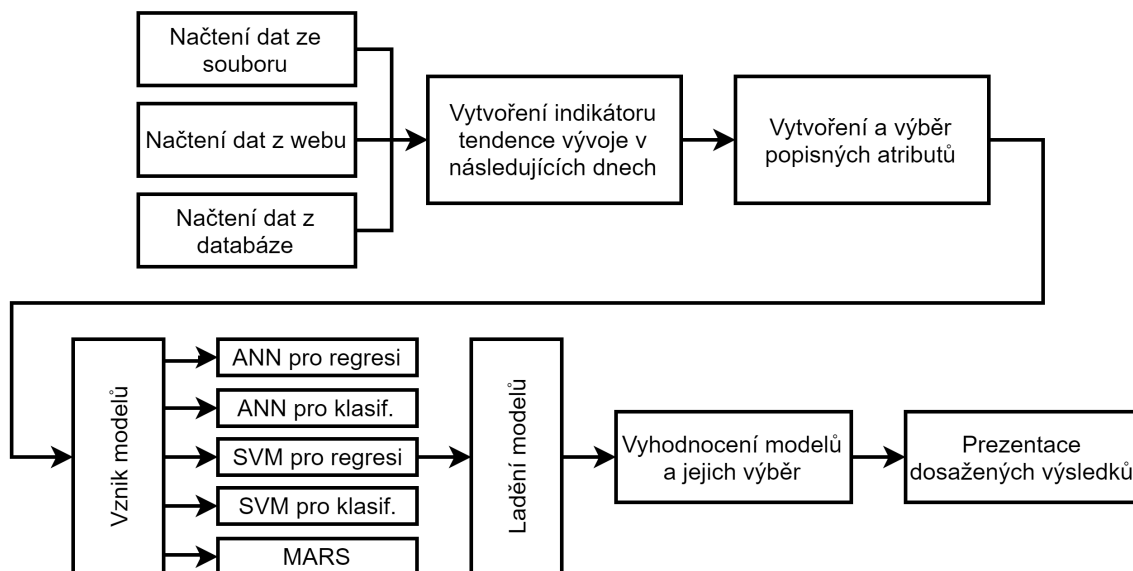 Načtení dat ze
souboru
Načtení dat z webu
Načtení dat z
databáze
Vytvoření indikátoru
tendence vývoje v
následujících dnech
Vytvoření a výběr
popisných atributů
Vznik modelů
ANN pro regresi
ANN pro klasif.
SVM pro regresi
SVM pro klasif.
MARS
Ladění modelů
Vyhodnocení modelů
a jejich výběr
Prezentace
dosažených výsledků